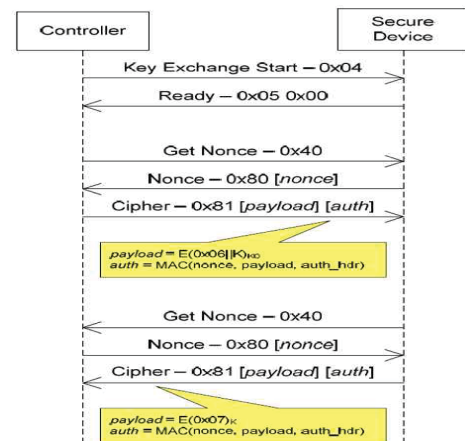 Controller
Secure
Device
Key Exchange Start – 0x04
Ready – 0x05 0x00
Get Nonce – 0x40
Nonce – 0x80 [nonce]
Cipher – 0x81 [payload] [auth]
payload = E(0x06||K)K0
auth = MAC(nonce, payload, auth_hdr)
Get Nonce – 0x40
Nonce – 0x80 [nonce]
Cipher – 0x81 [payload] [auth]
payload = E(0x07)K
auth = MAC(nonce, payload, auth_hdr)